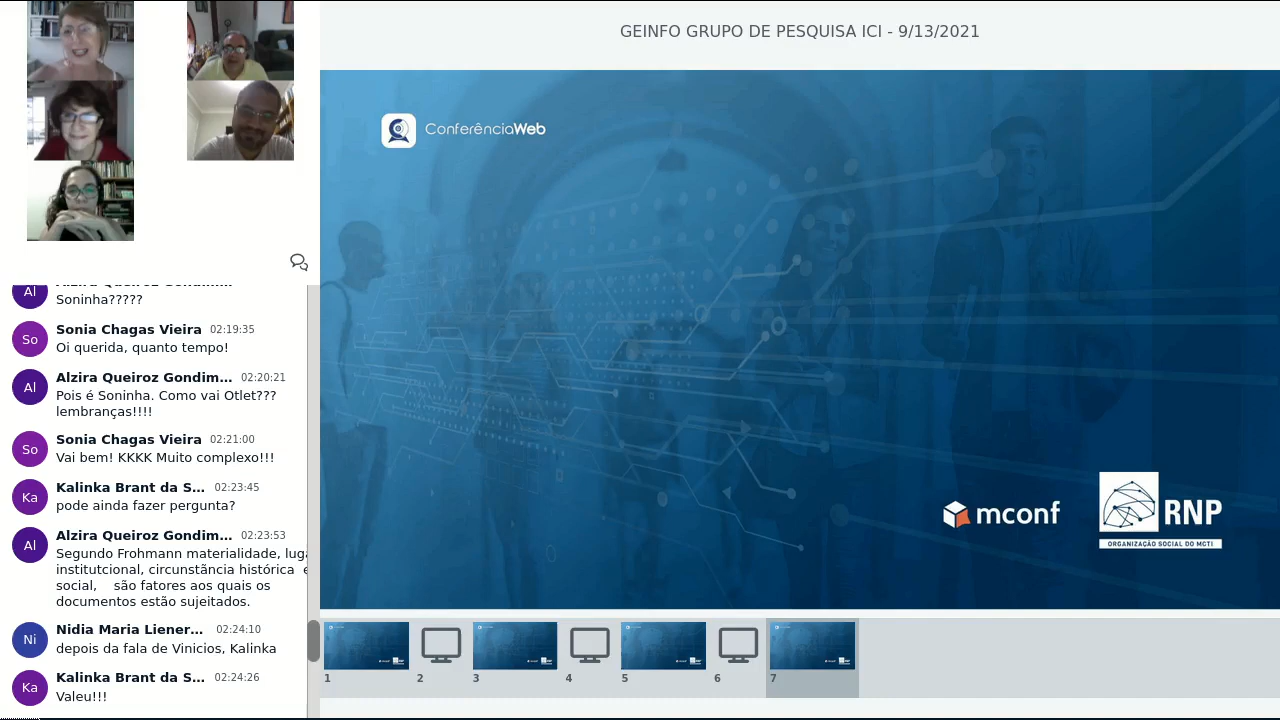 GEINFO GRUPO DE PESQUISA ICI - 9/13/2021
ConferênciaWeb
mconf
RNP
ORGANIZAÇÃO SOCIAL DO MCTI
Al
Soninha?????
So
Sonia Chagas Vieira 02:19:35
Oi querida, quanto tempo!
Al
Alzira Queiroz Gondim... 02:20:21
Pois é Soninha. Como vai Otlet???
lembranças!!!!
So
Sonia Chagas Vieira 02:21:00
Vai bem! KKKK Muito complexo!!!
Ka
Kalinka Brant da S... 02:23:45
pode ainda fazer pergunta?
Al
Alzira Queiroz Gondim... 02:23:53
Segundo Frohmann materialidade,
institutcional, circunstãncia histórica
social, são fatores aos quais os
documentos estão sujeitados.
Ni
Nidia Maria Liener... 02:24:10
depois da fala de Vinicios, Kalinka
Ka
Kalinka Brant da S... 02:24:26
Valeu!!!
1 2 3 4 5 6 7